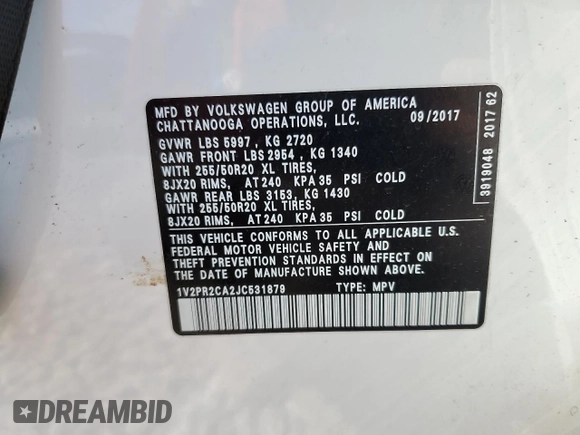 MFD BY VOLKSWAGEN GROUP OF AMERICA
CHATTANOOGA OPERATIONS, LLC. 09/2017
GVWR LBS 5997 , KG 2720
GAWR FRONT LBS 2954 , KG 1340
WITH 255/50R20 XL TIRES,
8JX20 RIMS, AT 240 KPA 35 PSI COLD
GAWR REAR LBS 3153, KG 1430
WITH 255/50R20 XL TIRES,
8JX20 RIMS, AT 240 KPA 35 PSI COLD
THIS VEHICLE CONFORMS TO ALL APPLICABLE U.S.
FEDERAL MOTOR VEHICLE SAFETY AND
THEFT PREVENTION STANDARDS IN EFFECT ON
THE DATE OF MANUFACTURE SHOWN ABOVE.
1V2PR2CA2JC531879 TYPE: MPV
3919048 2017 62
DREAMBID